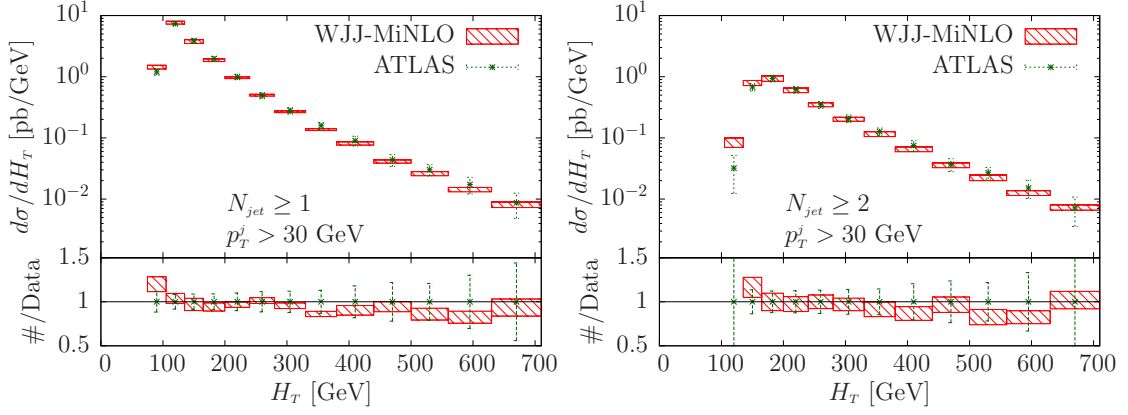 WJJ-MiNLO
ATLAS
dσ/dH_T [pb/GeV]
10^1
10^0
10^-1
10^-2
N_jet ≥ 1
p_T^j > 30 GeV
#/Data
1.5
1
0.5
0 100 200 300 400 500 600 700
H_T [GeV]
WJJ-MiNLO
ATLAS
dσ/dH_T [pb/GeV]
10^1
10^0
10^-1
10^-2
N_jet ≥ 2
p_T^j > 30 GeV
#/Data
1.5
1
0.5
0 100 200 300 400 500 600 700
H_T [GeV]